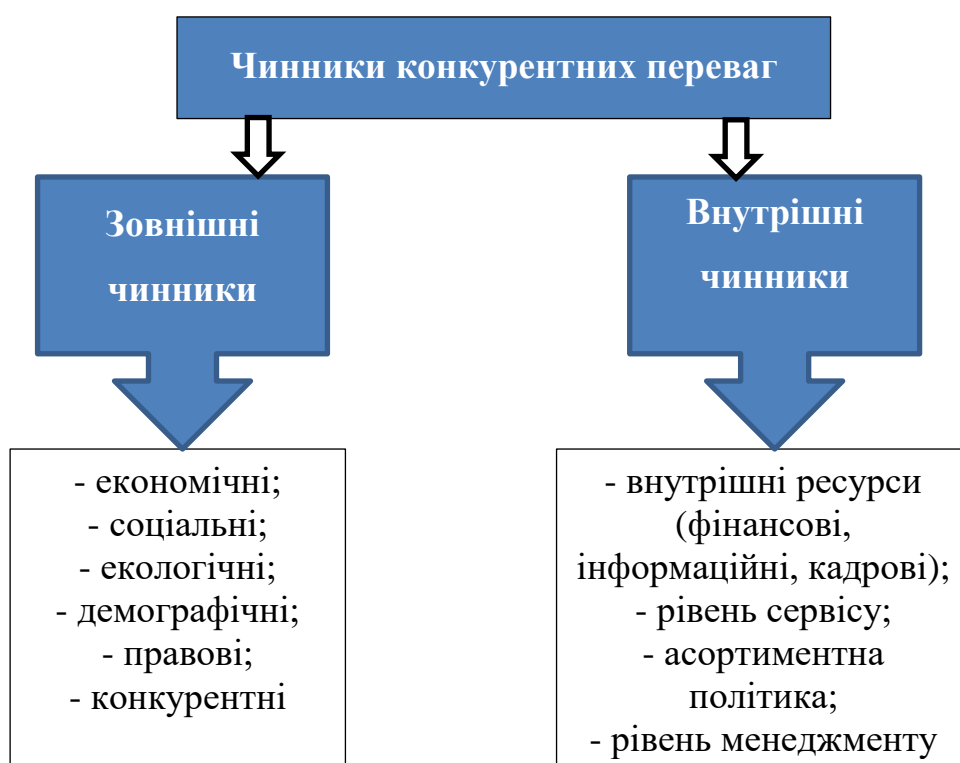 Чинники конкурентних переваг
Зовнішні
чинники
Внутрішні
чинники
- економічні;
- соціальні;
- екологічні;
- демографічні;
- правові;
- конкурентні
- внутрішні ресурси
(фінансові,
інформаційні, кадрові);
- рівень сервісу;
- асортиментна
політика;
- рівень менеджменту